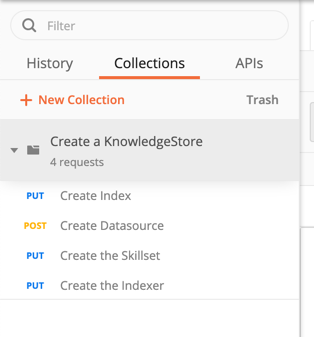 Filter
History Collections APIs
+ New Collection Trash
Create a KnowledgeStore
4 requests
PUT Create Index
POST Create Datasource
PUT Create the Skillset
PUT Create the Indexer